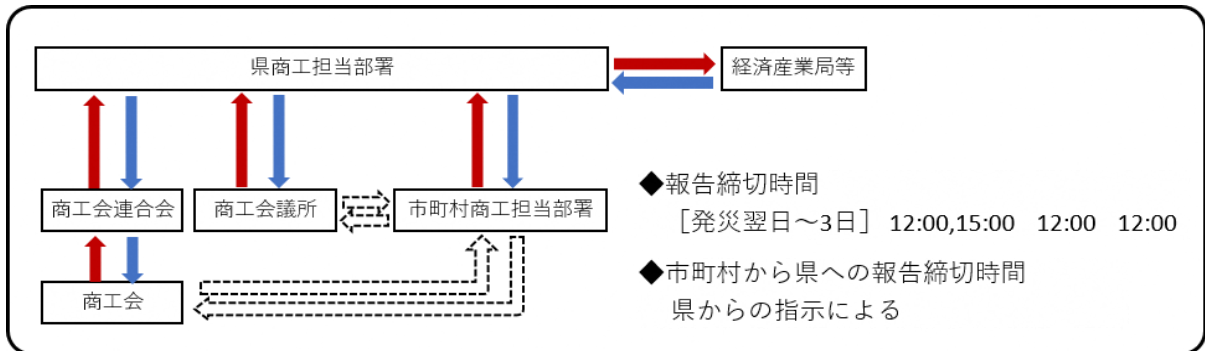 県商工担当部署
経済産業局等
商工会連合会
商工会議所
市町村商工担当部署
商工会
◆報告締切時間
［発災翌日～3日］ 12:00,15:00　12:00　12:00
◆市町村から県への報告締切時間
県からの指示による